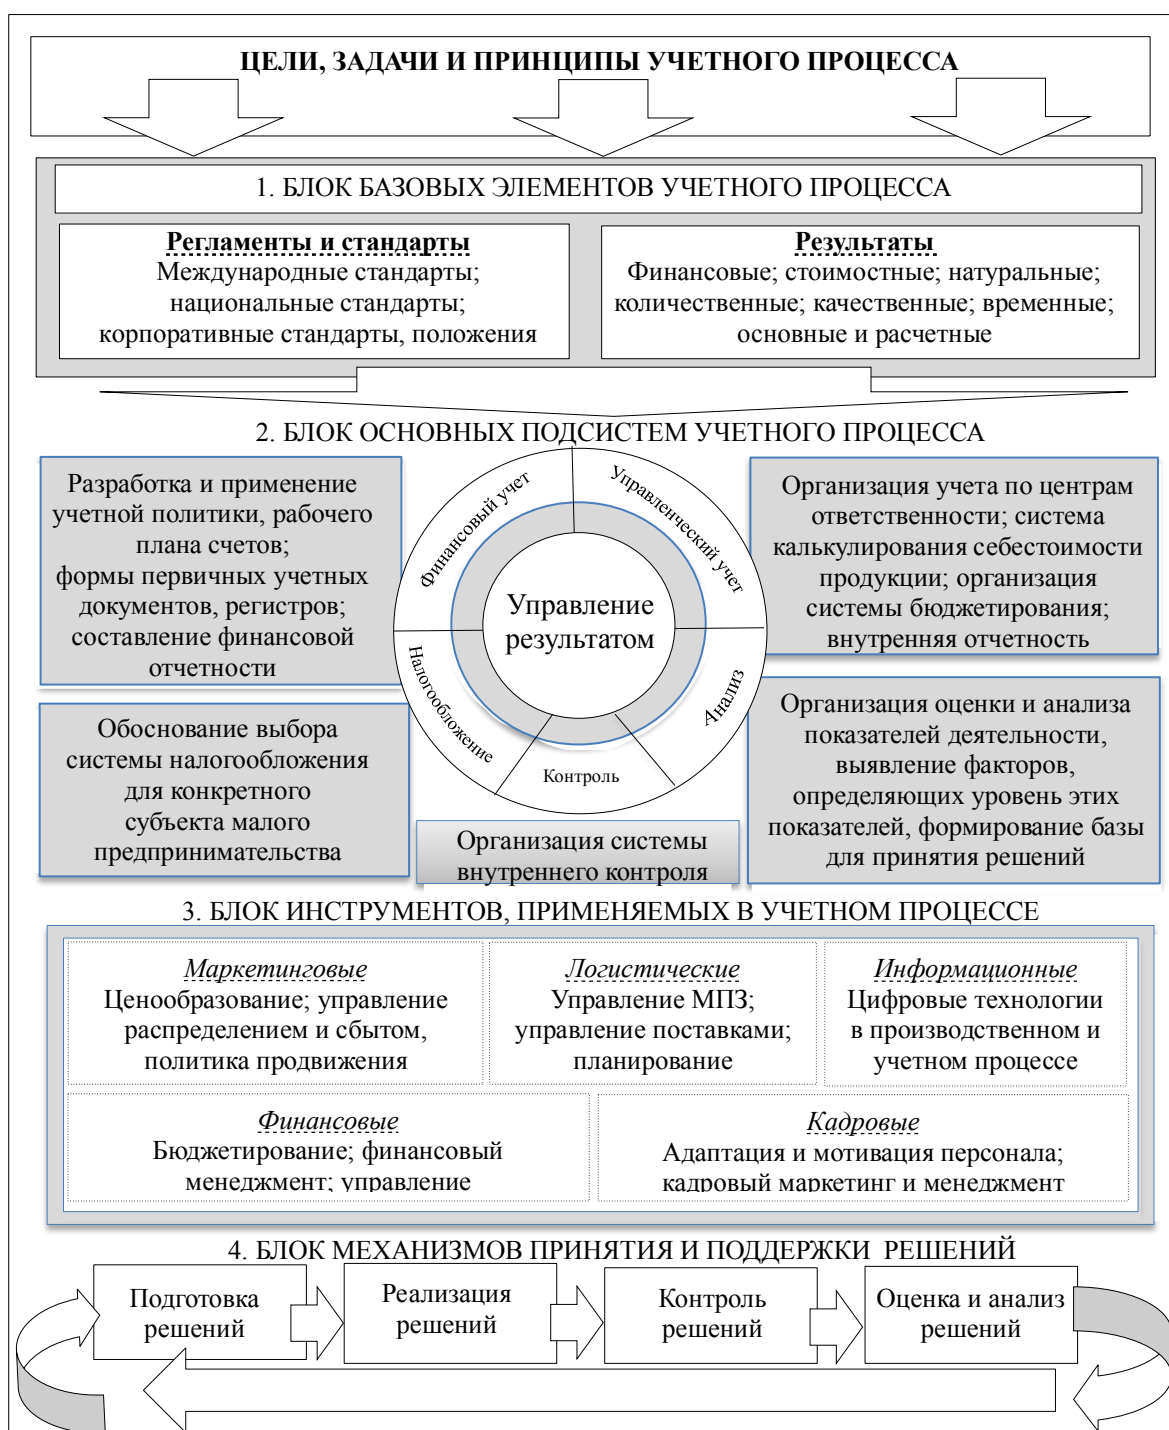 ЦЕЛИ, ЗАДАЧИ И ПРИНЦИПЫ УЧЕТНОГО ПРОЦЕССА
1. БЛОК БАЗОВЫХ ЭЛЕМЕНТОВ УЧЕТНОГО ПРОЦЕССА
Регламенты и стандарты
Международные стандарты;
национальные стандарты;
корпоративные стандарты, положения
Результаты
Финансовые; стоимостные; натуральные;
количественные; качественные; временные;
основные и расчетные
2. БЛОК ОСНОВНЫХ ПОДСИСТЕМ УЧЕТНОГО ПРОЦЕССА
Разработка и применение
учетной политики, рабочего
плана счетов;
формы первичных учетных
документов, регистров;
составление финансовой
отчетности
Финансовый учет
Управленческий учет
Организация учета по центрам
ответственности; система
калькулирования себестоимости
продукции; организация
системы бюджетирования;
внутренняя отчетность
Управление
результатом
Налогообложение
Контроль
Анализ
Обоснование выбора
системы налогообложения
для конкретного
субъекта малого
предпринимательства
Организация системы
внутреннего контроля
Организация оценки и анализа
показателей деятельности,
выявление факторов,
определяющих уровень этих
показателей, формирование базы
для принятия решений
3. БЛОК ИНСТРУМЕНТОВ, ПРИМЕНЯЕМЫХ В УЧЕТНОМ ПРОЦЕССЕ
Маркетинговые
Ценообразование; управление
распределением и сбытом,
политика продвижения
Логистические
Управление МПЗ;
управление поставками;
планирование
Информационные
Цифровые технологии
в производственном и
учетном процессе
Финансовые
Бюджетирование; финансовый
менеджмент; управление
Кадровые
Адаптация и мотивация персонала;
кадровый маркетинг и менеджмент
4. БЛОК МЕХАНИЗМОВ ПРИНЯТИЯ И ПОДДЕРЖКИ РЕШЕНИЙ
Подготовка
решений
Реализация
решений
Контроль
решений
Оценка и анализ
решений